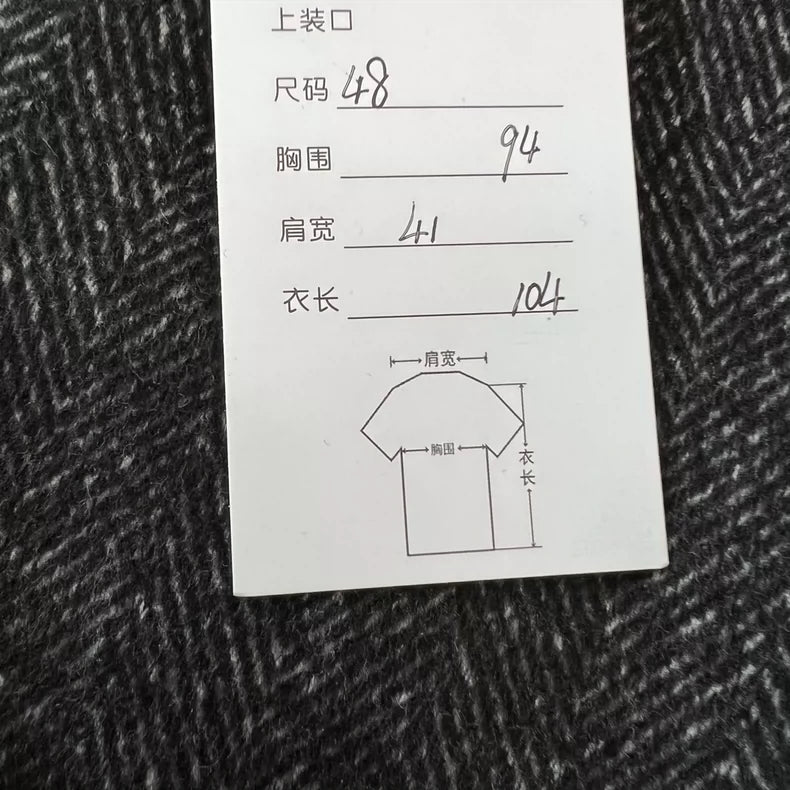 上装口
尺码 48
胸围 94
肩宽 41
衣长 104
肩宽
胸围
衣长